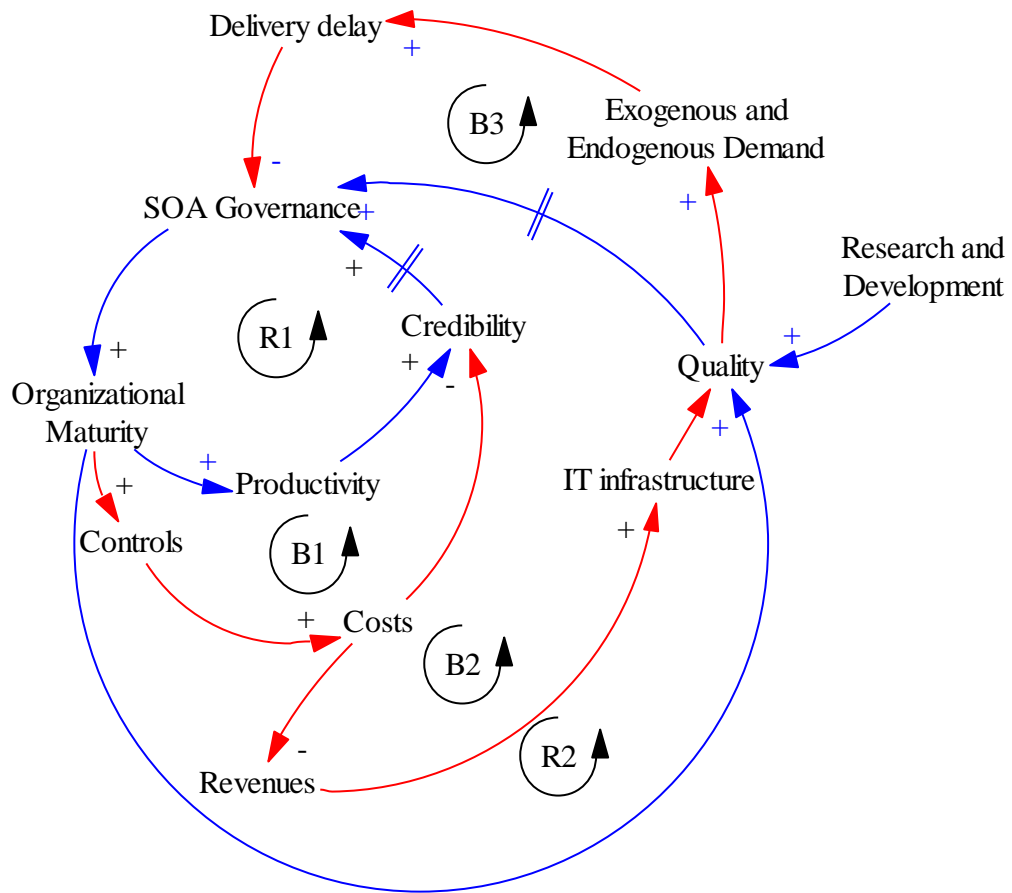 Delivery delay
+
B3
Exogenous and
Endogenous Demand
-
SOA Governance
+
+
+
Research and
Development
R1
Credibility
+
+
+
-
Quality
+
Organizational
Maturity
+
+
Productivity
IT infrastructure
+
Controls
B1
+
Costs
B2
-
R2
Revenues